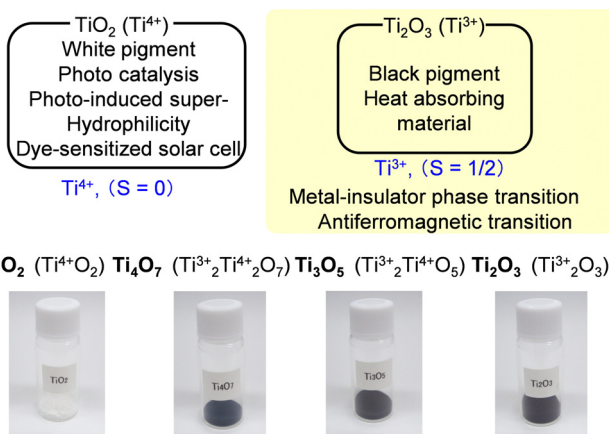 TiO₂ (Ti⁴⁺)
White pigment
Photo catalysis
Photo-induced super-
Hydrophilicity
Dye-sensitized solar cell
Ti⁴⁺, (S = 0)
Ti₂O₃ (Ti³⁺)
Black pigment
Heat absorbing
material
Ti³⁺, (S = 1/2)
Metal-insulator phase transition
Antiferromagnetic transition
O₂ (Ti⁴⁺O₂) Ti₄O₇ (Ti³⁺₂Ti⁴⁺₂O₇) Ti₃O₅ (Ti³⁺₂Ti⁴⁺O₅) Ti₂O₃ (Ti³⁺₂O₃)
TiO₂
Ti₄O₇
Ti₃O₅
Ti₂O₃